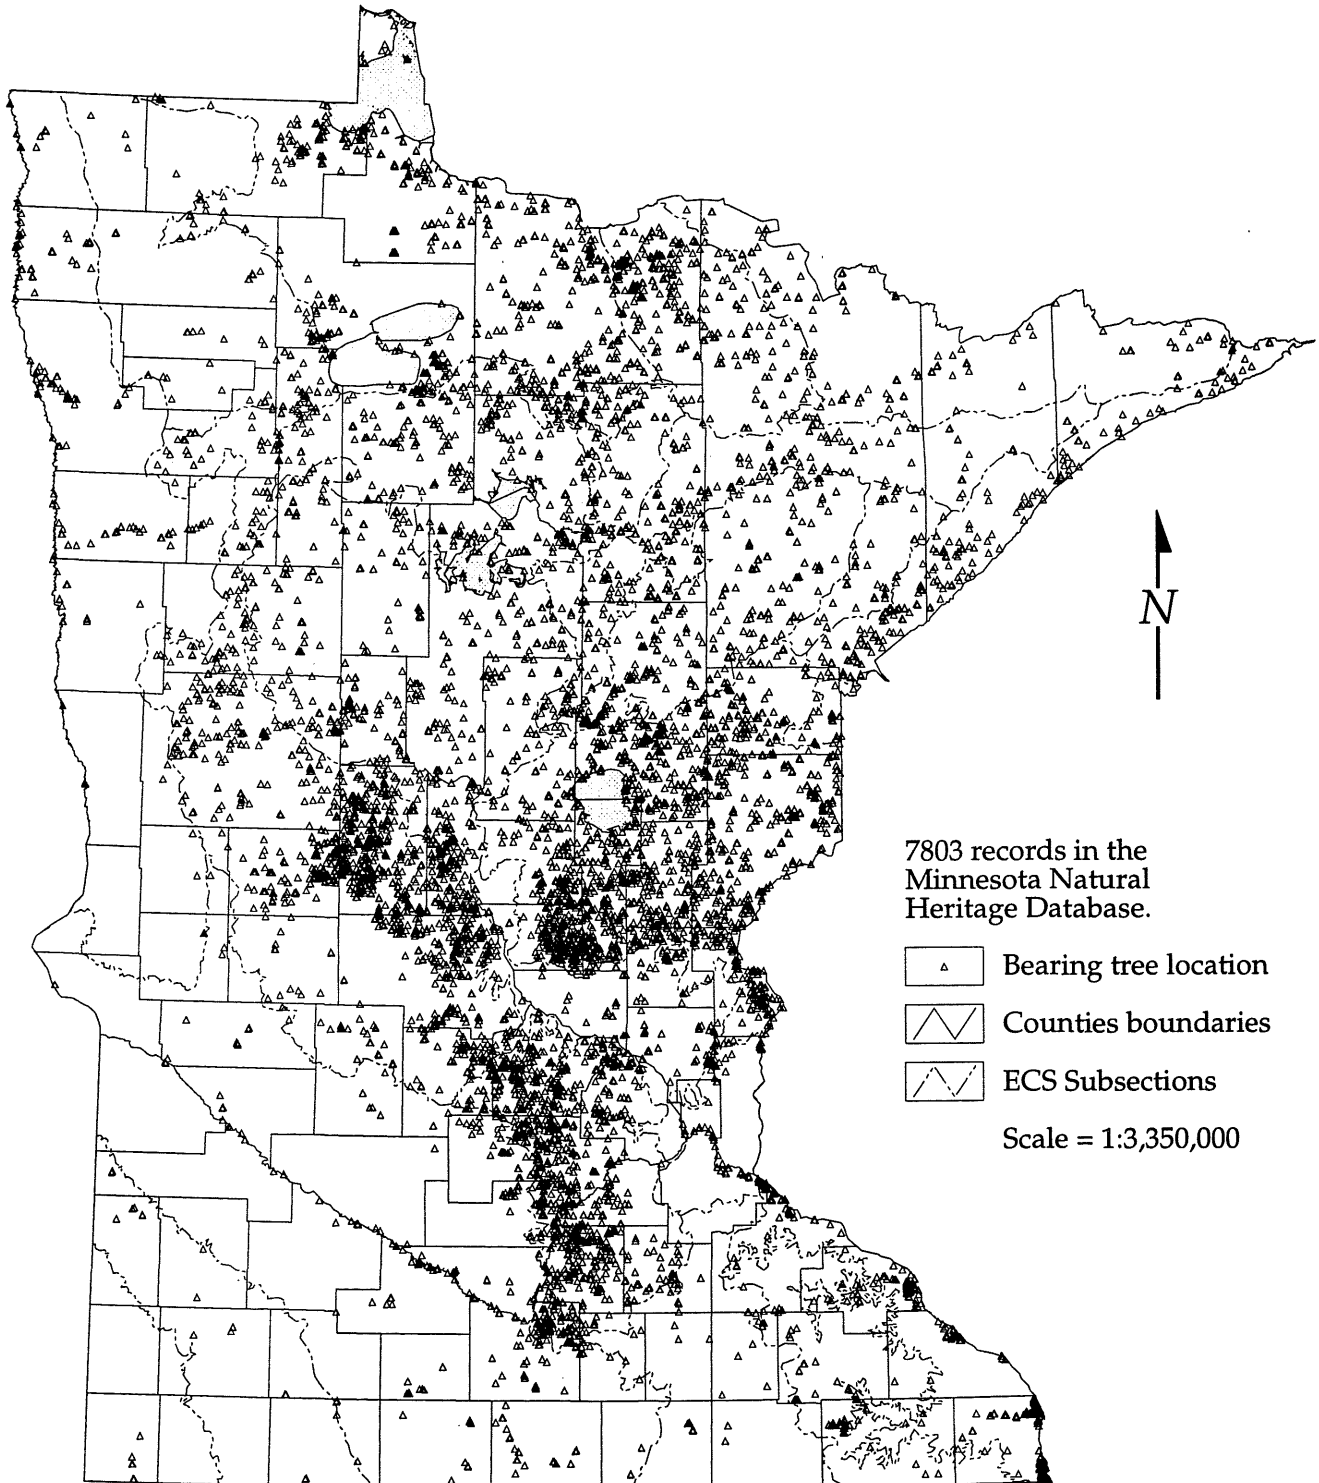 N
7803 records in the
Minnesota Natural
Heritage Database.
Bearing tree location
Counties boundaries
ECS Subsections
Scale = 1:3,350,000